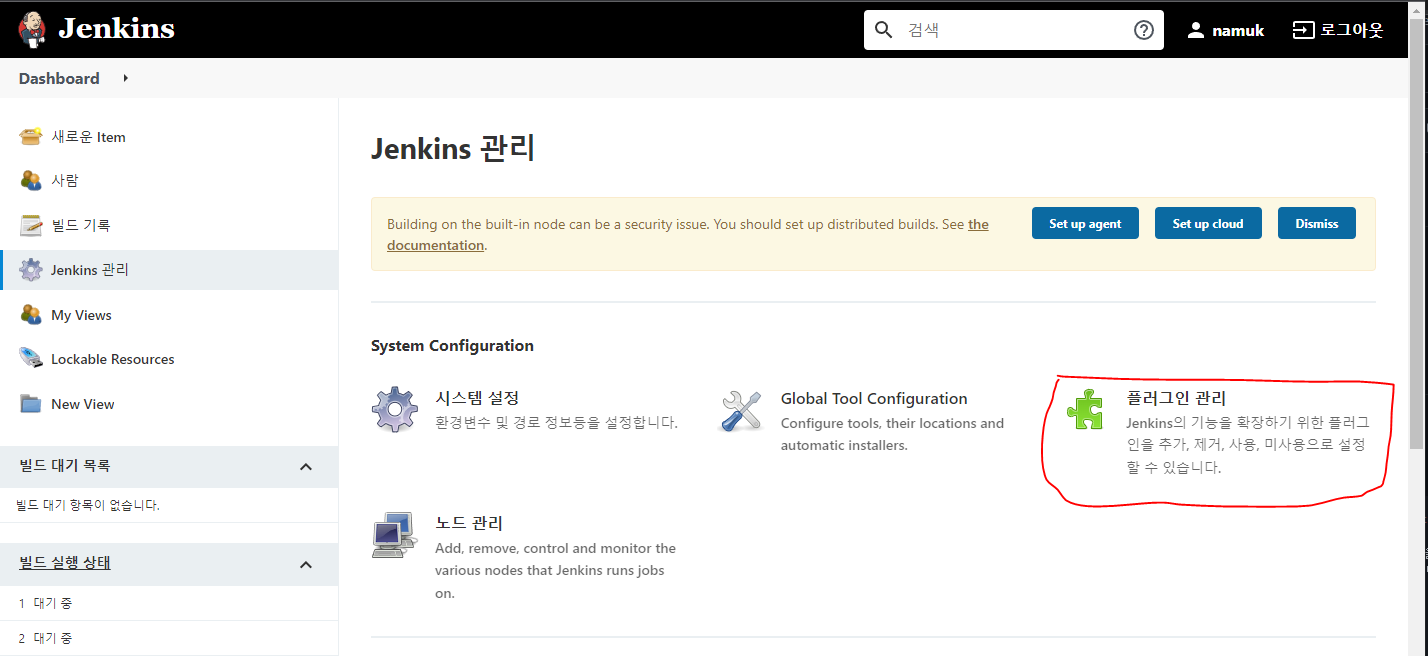 Jenkins
검색
namuk
로그아웃
Dashboard
새로운 Item
사람
빌드 기록
Jenkins 관리
My Views
Lockable Resources
New View
빌드 대기 목록
빌드 대기 항목이 없습니다.
빌드 실행 상태
1 대기 중
2 대기 중
Jenkins 관리
Building on the built-in node can be a security issue. You should set up distributed builds. See the
documentation.
Set up agent
Set up cloud
Dismiss
System Configuration
시스템 설정
환경변수 및 경로 정보등을 설정합니다.
Global Tool Configuration
Configure tools, their locations and
automatic installers.
플러그인 관리
Jenkins의 기능을 확장하기 위한 플러그
인을 추가, 제거, 사용, 미사용으로 설정
할 수 있습니다.
노드 관리
Add, remove, control and monitor the
various nodes that Jenkins runs jobs
on.